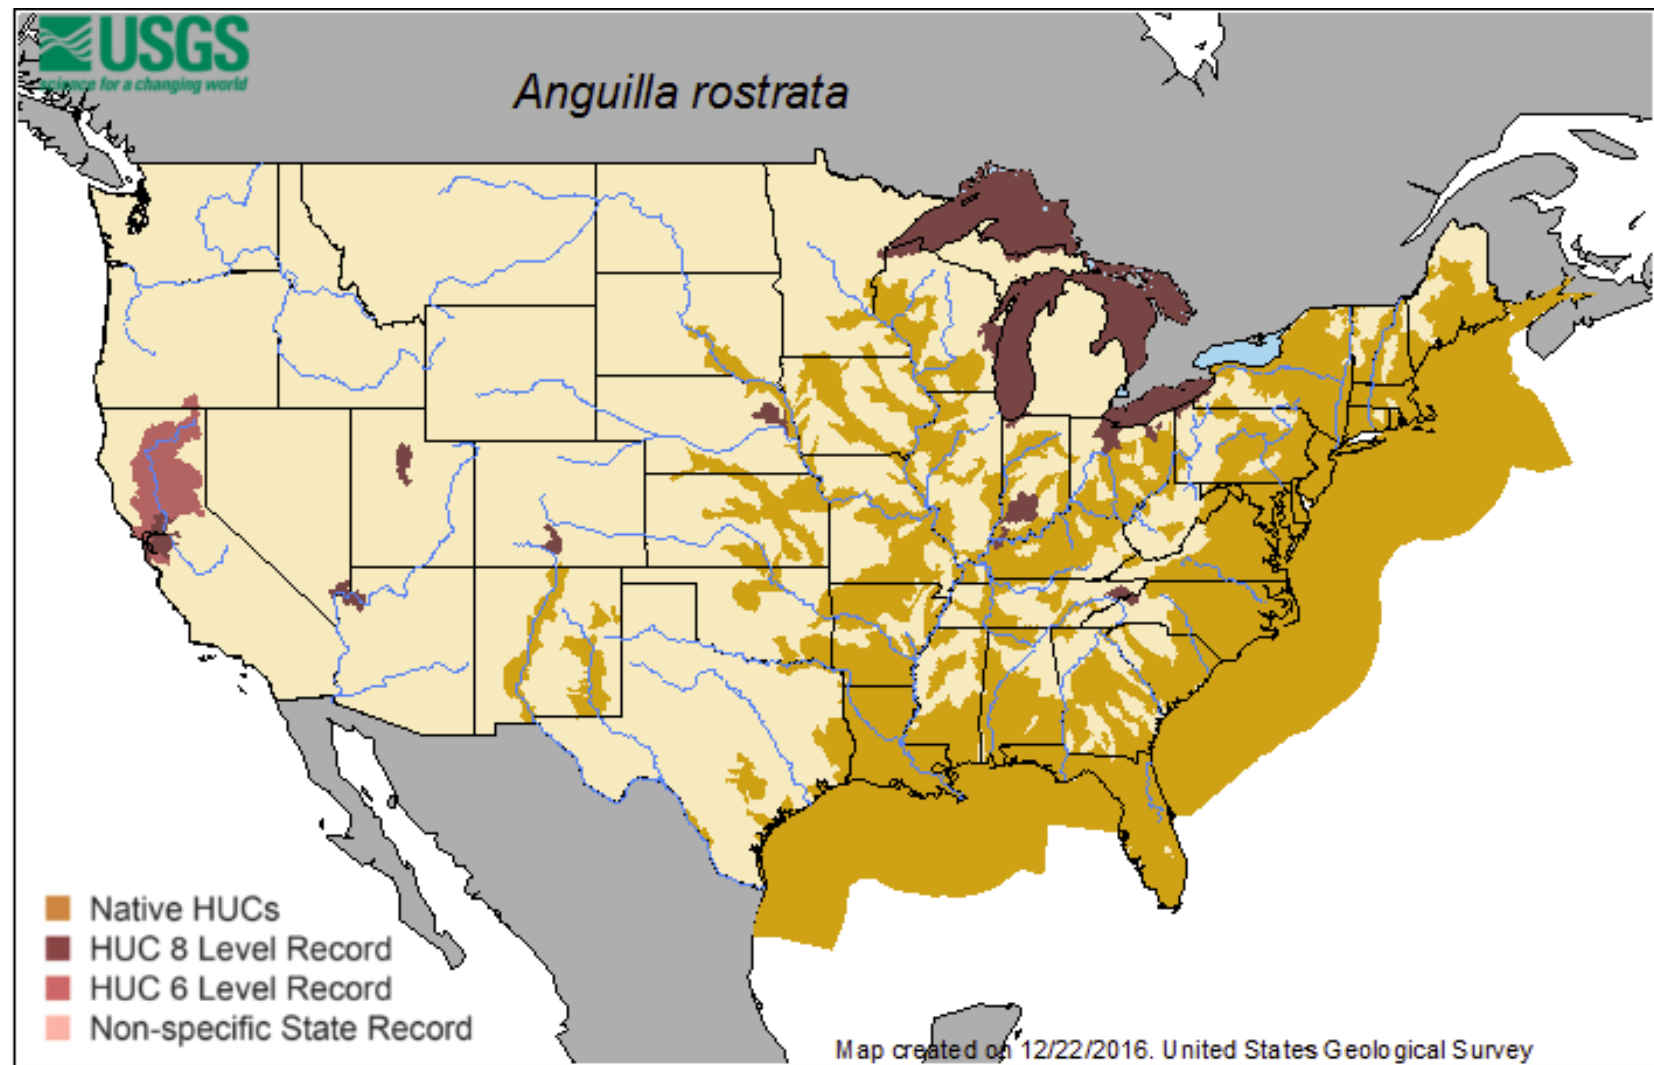 USGS
science for a changing world
Anguilla rostrata
Native HUCs
HUC 8 Level Record
HUC 6 Level Record
Non-specific State Record
Map created on 12/22/2016. United States Geological Survey